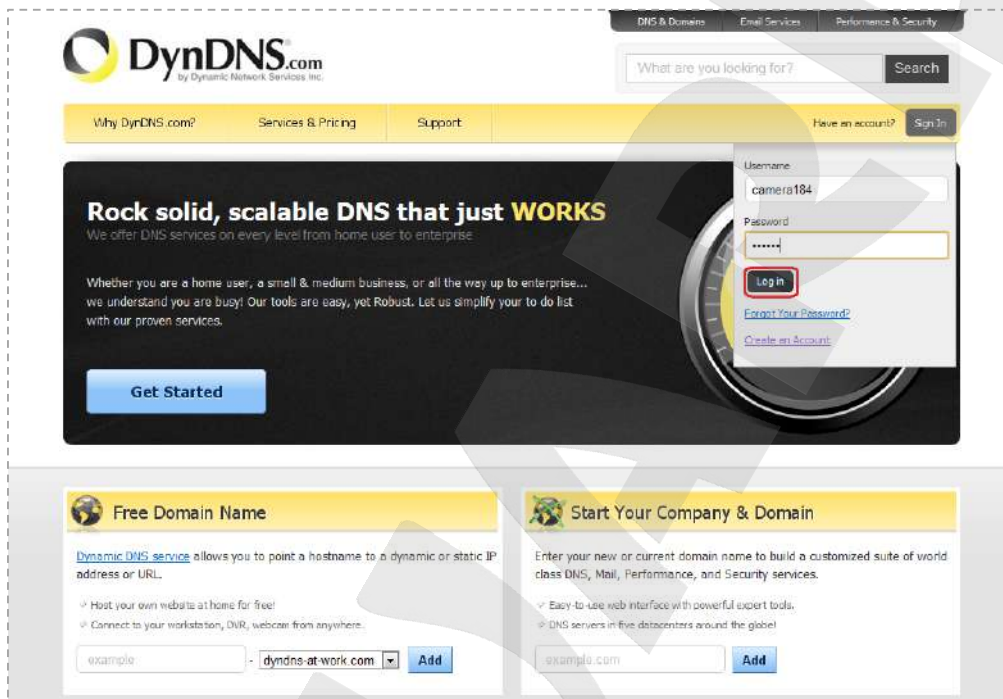 DNS & Domains Email Services Performance & Security
DynDNS.com
by Dynamic Network Services Inc.
What are you looking for? Search
Why DynDNS.com? Services & Pricing Support Have an account? Sign In
Username
camera184
Password
••••••
Log in
Forgot Your Password?
Create an Account
Rock solid, scalable DNS that just WORKS
We offer DNS services on every level from home user to enterprise
Whether you are a home user, a small & medium business, or all the way up to enterprise...
we understand you are busy! Our tools are easy, yet Robust. Let us simplify your to do list
with our proven services.
Get Started
Free Domain Name
Dynamic DNS service allows you to point a hostname to a dynamic or static IP
address or URL.
Host your own website at home for free!
Connect to your workstation, DVR, webcam from anywhere.
example - dyndns-at-work.com Add
Start Your Company & Domain
Enter your new or current domain name to build a customized suite of world
class DNS, Mail, Performance, and Security services.
Easy-to-use web interface with powerful expert tools.
DNS servers in five datacenters around the globe!
example.com Add